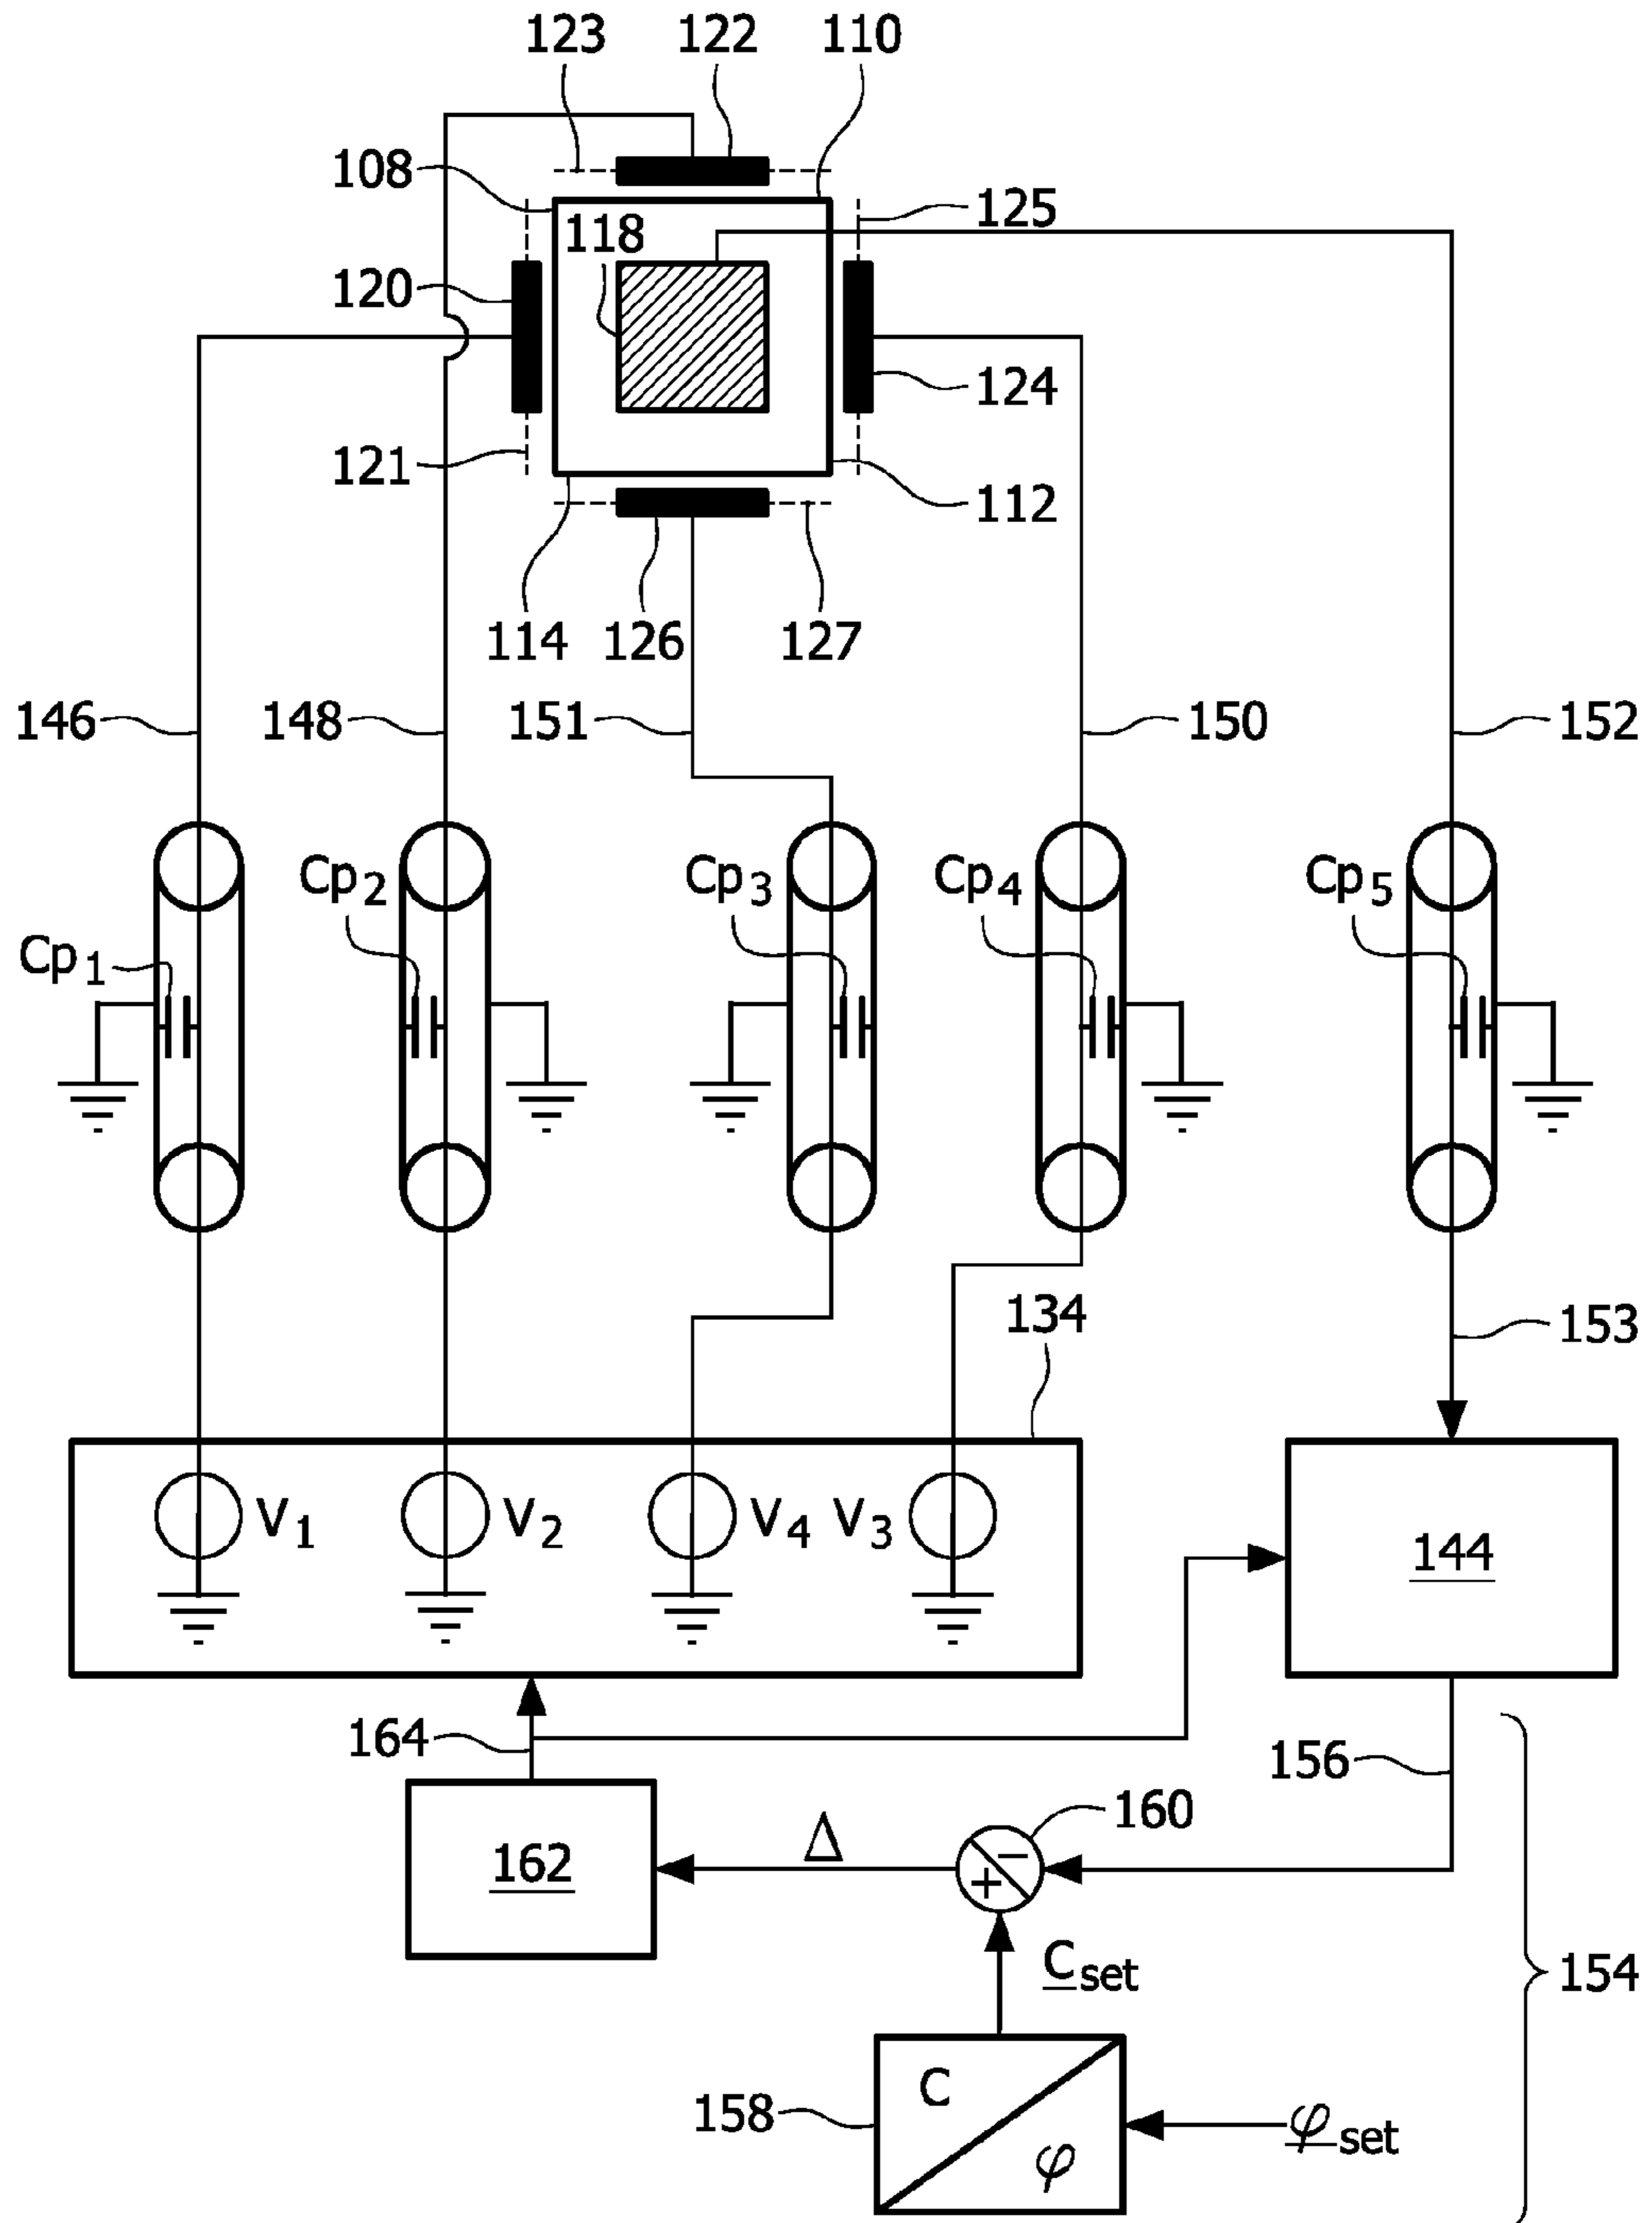 123 122 110
108
118 125
120
124
121
112
114 126 127
146 148 151 150 152
Cp2 Cp3 Cp4 Cp5
Cp1
134
153
V1 V2 V4 V3
144
164
156
160
Δ
162
− +
Cset
154
C
158
φ
φset